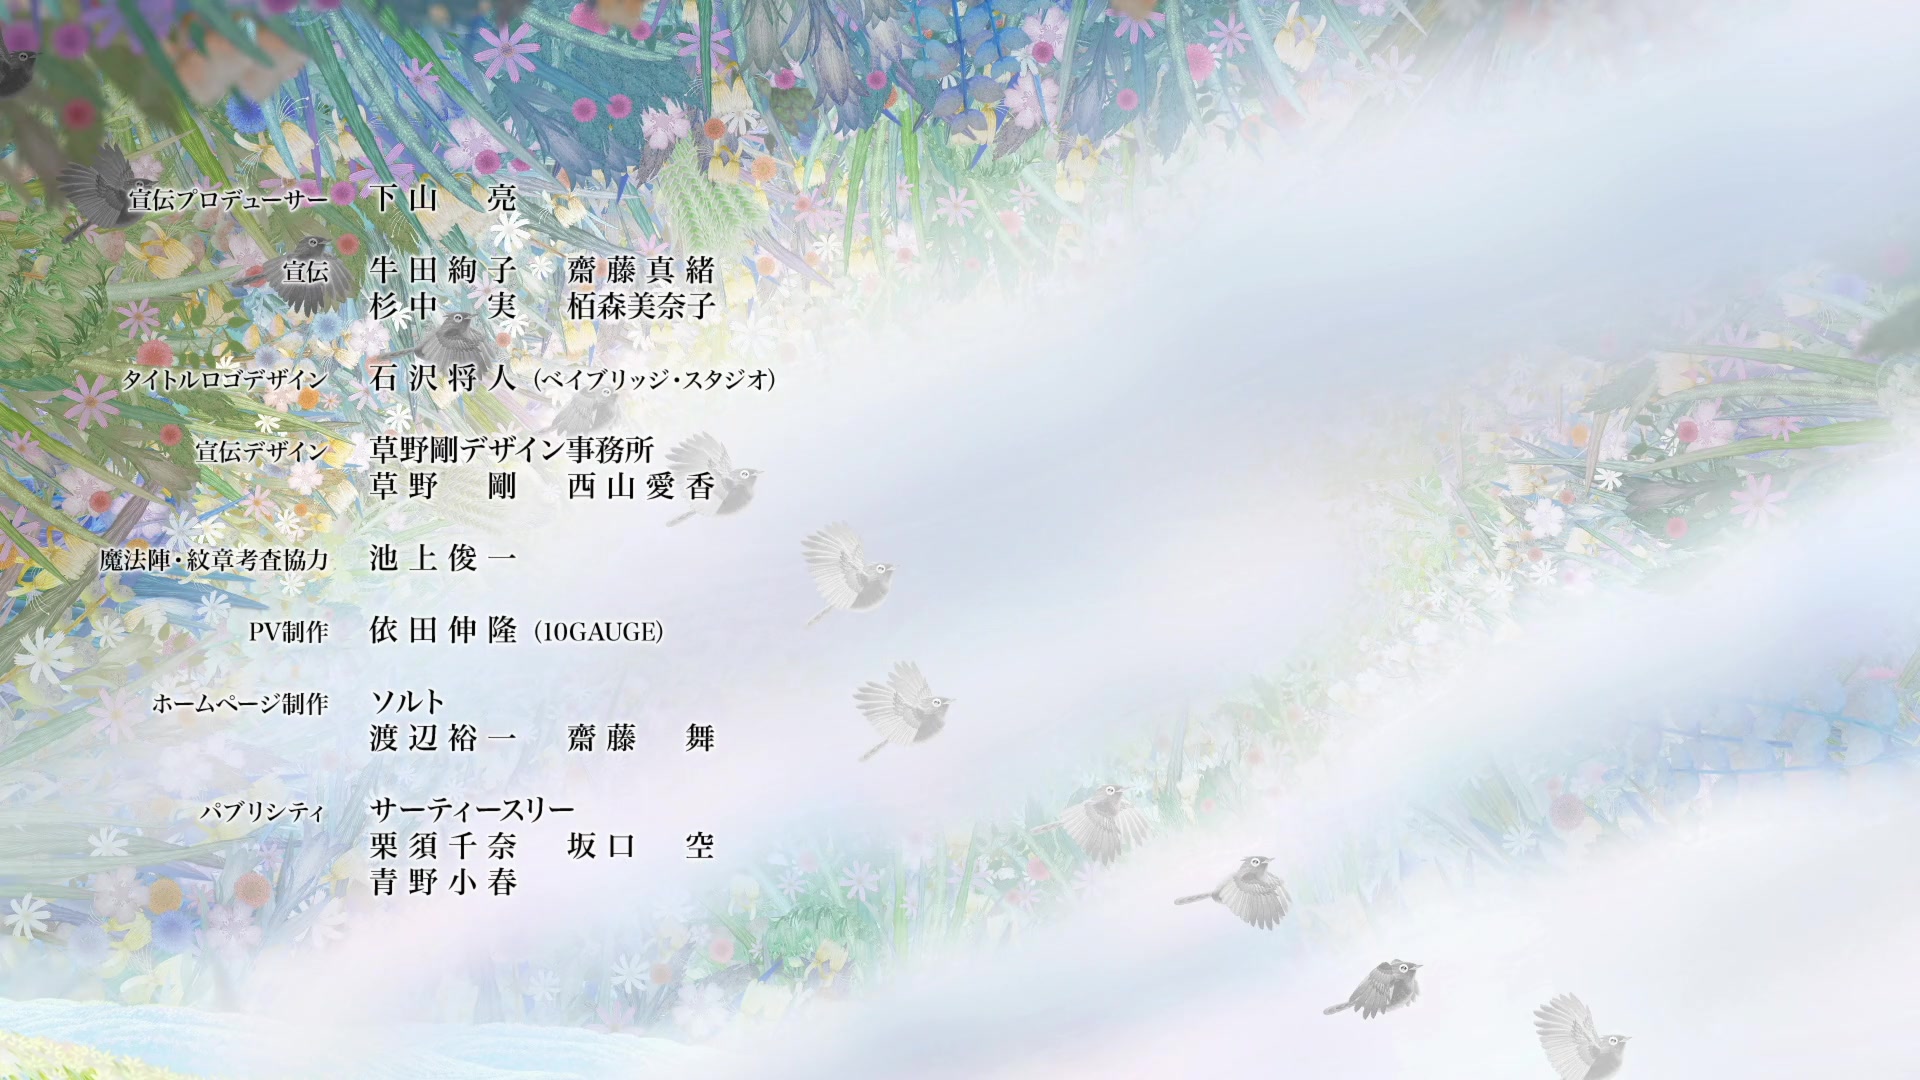 宣伝プロデューサー 下山 亮
宣伝 牛田絢子 齋藤真緒
杉中 実 栢森美奈子
タイトルロゴデザイン 石沢将人（ベイブリッジ・スタジオ）
宣伝デザイン 草野剛デザイン事務所
草野 剛 西山愛香
魔法陣・紋章考査協力 池上俊一
PV制作 依田伸隆（10GAUGE）
ホームページ制作 ソルト
渡辺裕一 齋藤 舞
パブリシティ サーティースリー
栗須千奈 坂口 空
青野小春